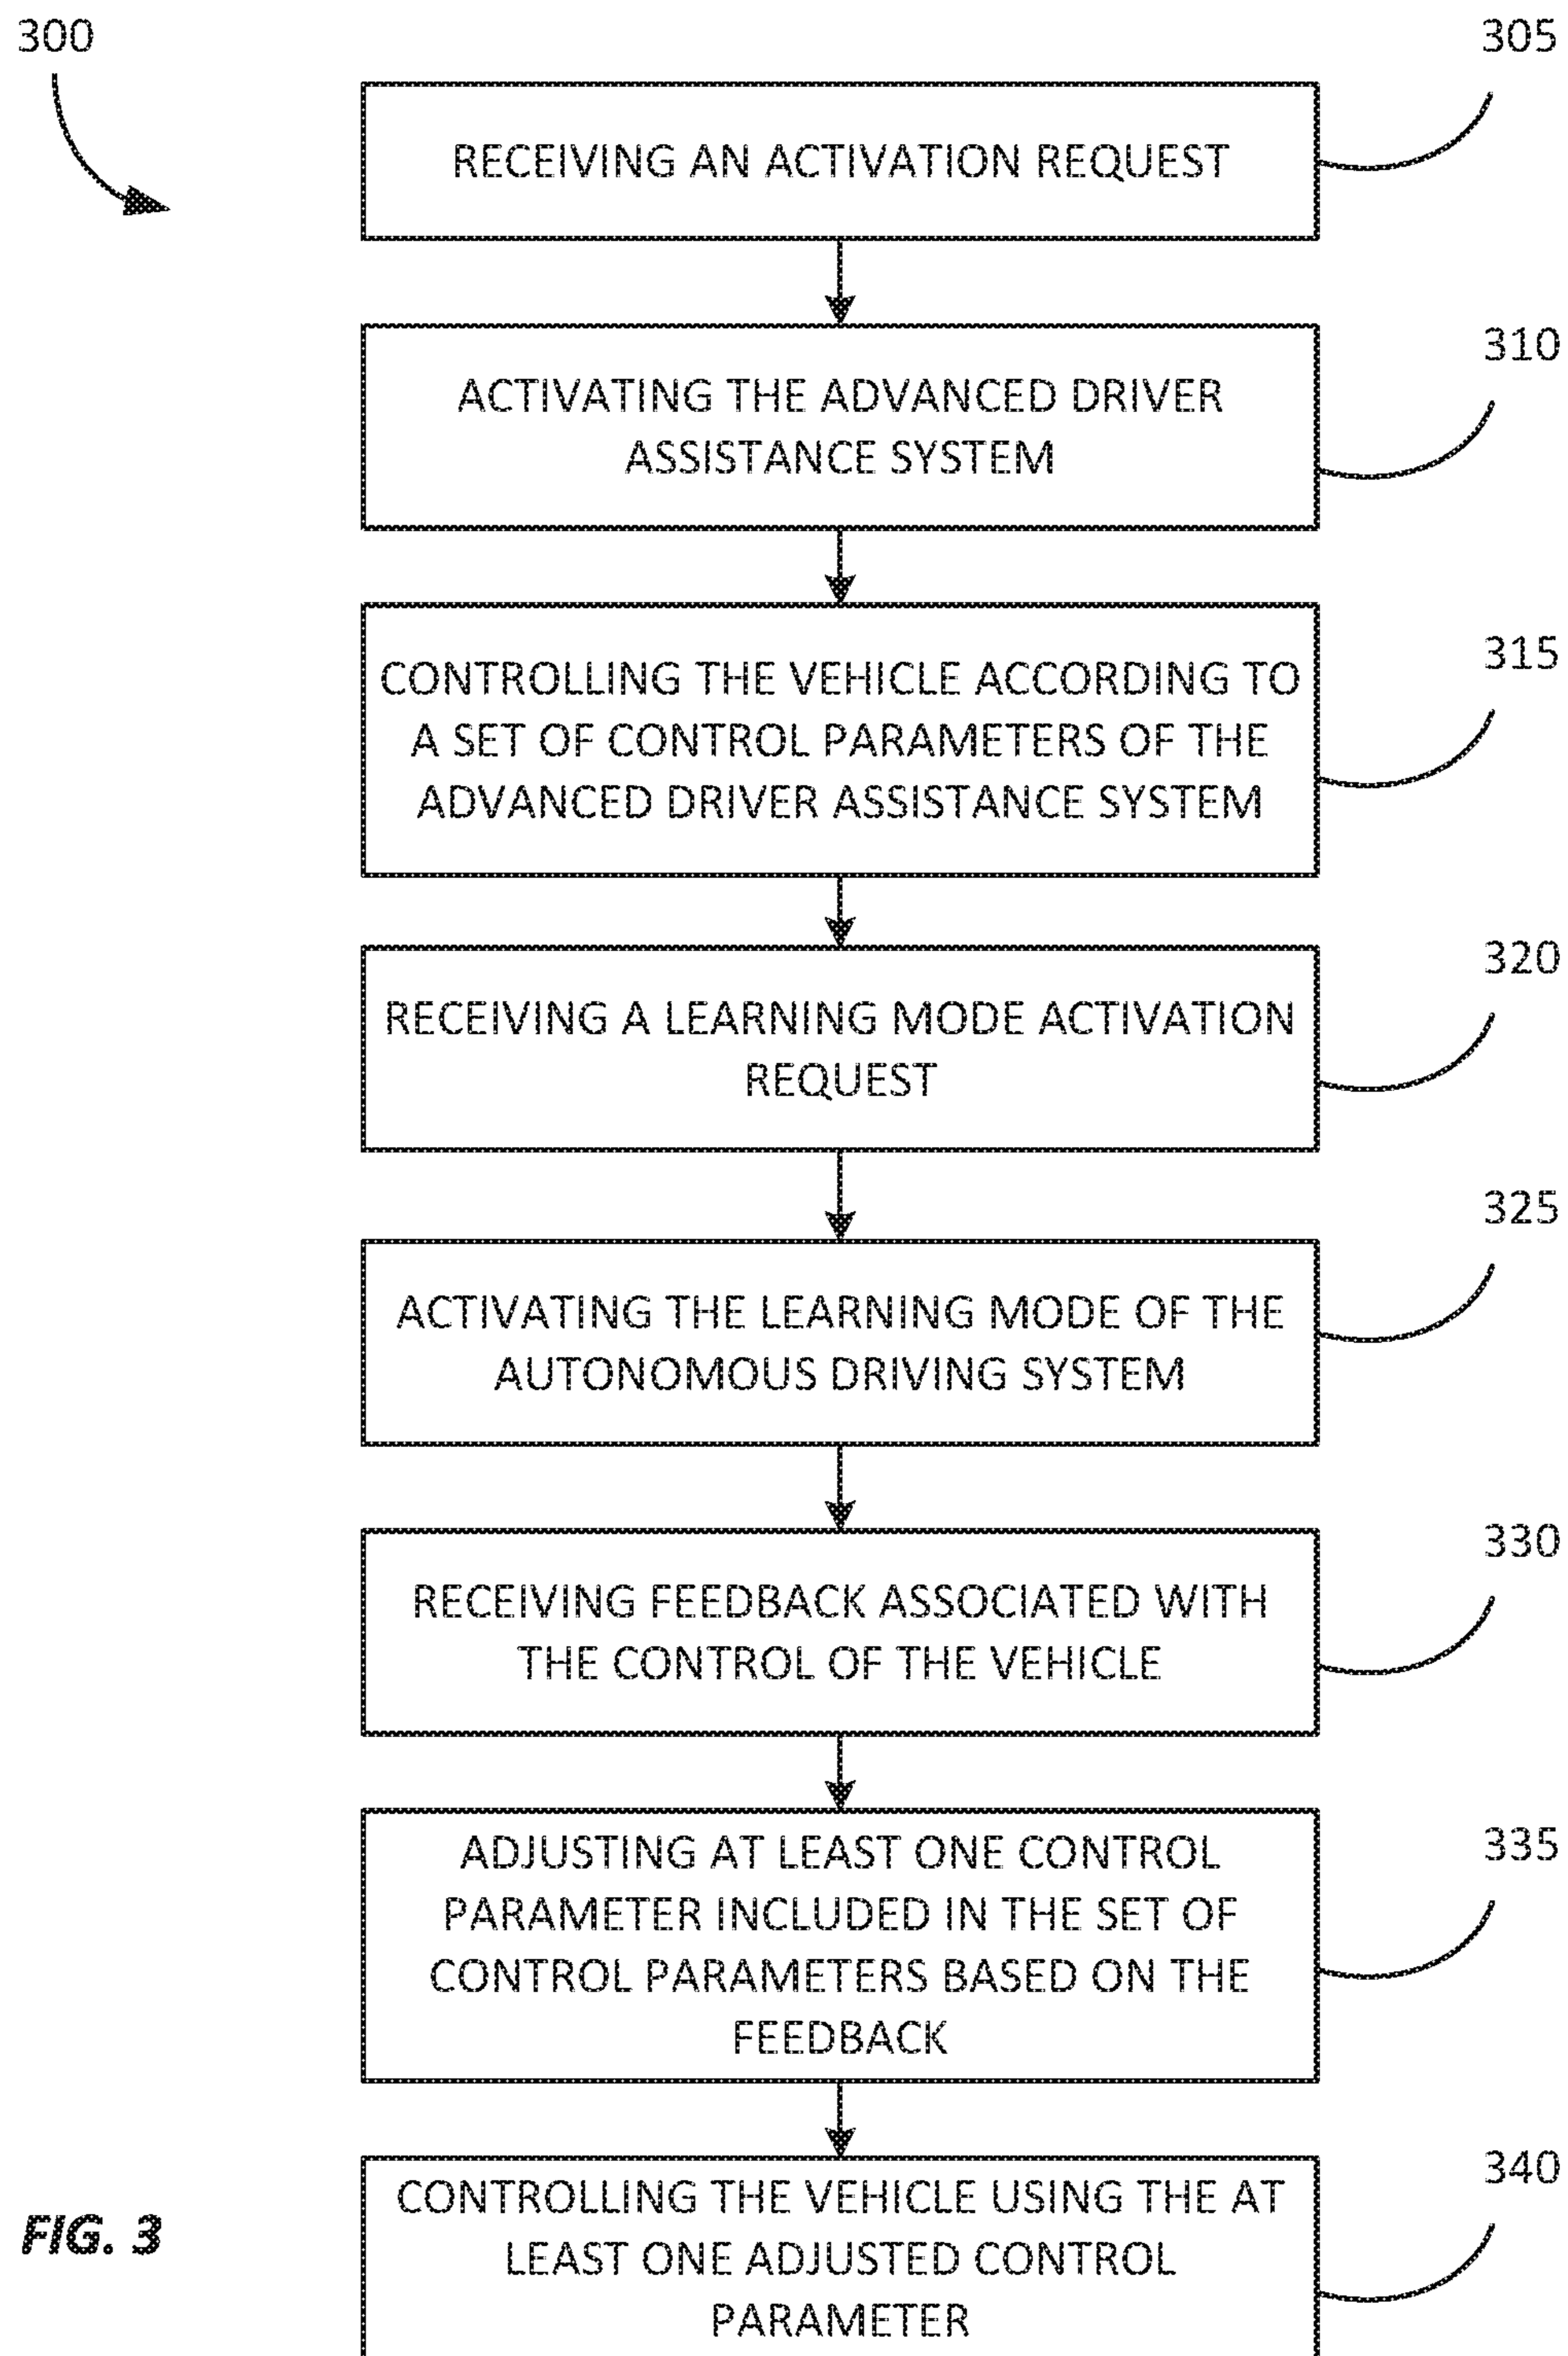 300
305
RECEIVING AN ACTIVATION REQUEST
310
ACTIVATING THE ADVANCED DRIVER
ASSISTANCE SYSTEM
315
CONTROLLING THE VEHICLE ACCORDING TO
A SET OF CONTROL PARAMETERS OF THE
ADVANCED DRIVER ASSISTANCE SYSTEM
320
RECEIVING A LEARNING MODE ACTIVATION
REQUEST
325
ACTIVATING THE LEARNING MODE OF THE
AUTONOMOUS DRIVING SYSTEM
330
RECEIVING FEEDBACK ASSOCIATED WITH
THE CONTROL OF THE VEHICLE
335
ADJUSTING AT LEAST ONE CONTROL
PARAMETER INCLUDED IN THE SET OF
CONTROL PARAMETERS BASED ON THE
FEEDBACK
340
CONTROLLING THE VEHICLE USING THE AT
LEAST ONE ADJUSTED CONTROL
PARAMETER
FIG. 3